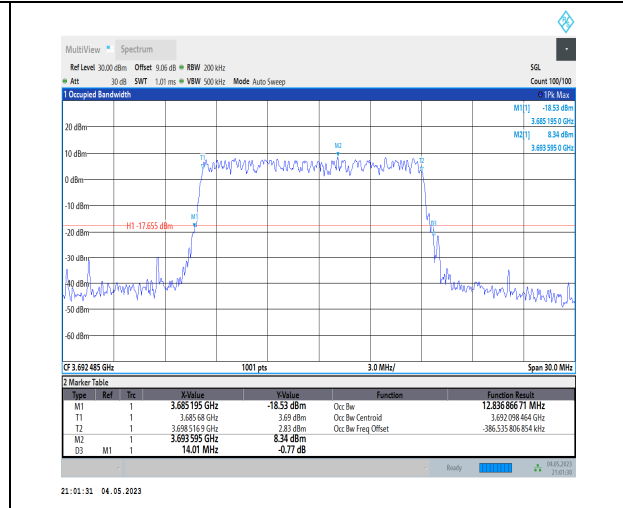 MultiView Spectrum
Ref Level 30.00 dBm Offset 9.06 dB RBW 200 kHz SGL
Att 30 dB SWT 1.01 ms VBW 500 kHz Mode Auto Sweep Count 100/100
1 Occupied Bandwidth 1Pk Max
M1[1] -18.53 dBm
3.685 195 0 GHz
M2[1] 8.34 dBm
3.693 595 0 GHz
20 dBm
M2
10 dBm
T1 T2
0 dBm
-10 dBm
M1
H1 -17.655 dBm
-20 dBm
-30 dBm
-40 dBm
-50 dBm
-60 dBm
CF 3.692 485 GHz 1001 pts 3.0 MHz/ Span 30.0 MHz
2 Marker Table
Type Ref Trc X-Value Y-Value Function Function Result
M1 1 3.685 195 GHz -18.53 dBm Occ Bw 12.836 866 71 MHz
T1 1 3.685 68 GHz 3.69 dBm Occ Bw Centroid 3.692 098 464 GHz
T2 1 3.698 516 9 GHz 2.83 dBm Occ Bw Freq Offset -386.535 806 854 kHz
M2 1 3.693 595 GHz 8.34 dBm
D3 M1 1 14.01 MHz -0.77 dB
Ready 04.05.2023
21:01:30
21:01:31 04.05.2023